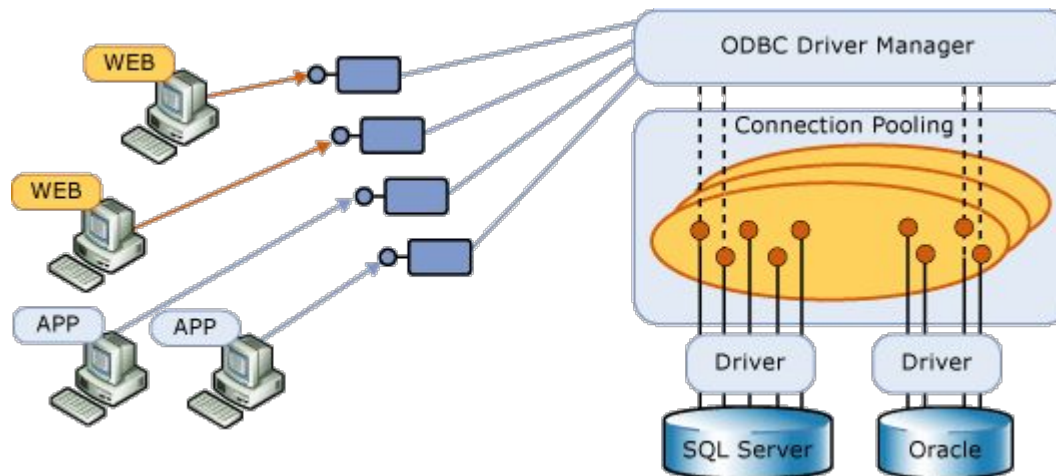 WEB
ODBC Driver Manager
Connection Pooling
WEB
APP
APP
Driver
Driver
SQL Server
Oracle